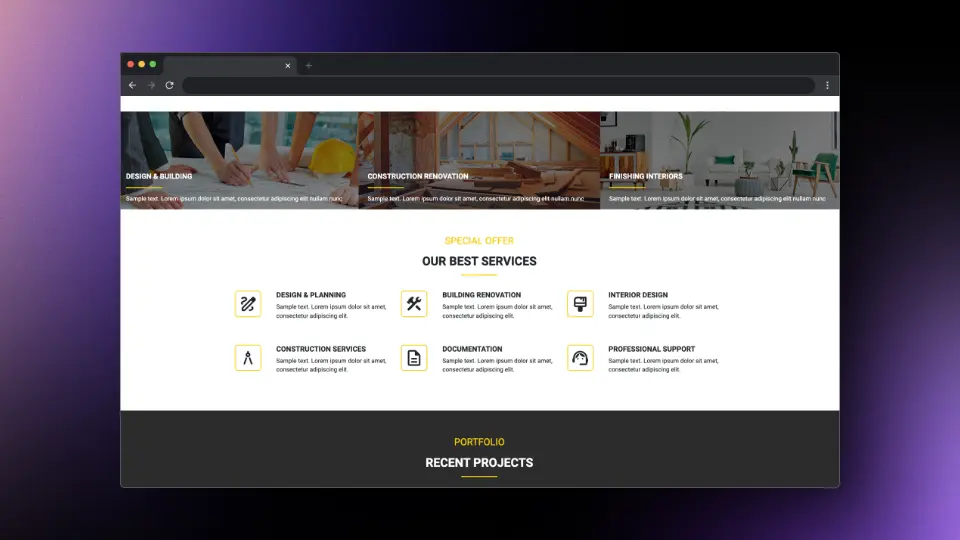 DESIGN & BUILDING
Sample text. Lorem ipsum dolor sit amet, consectetur adipiscing elit nullam nunc
CONSTRUCTION RENOVATION
Sample text. Lorem ipsum dolor sit amet, consectetur adipiscing elit nullam nunc
FINISHING INTERIORS
Sample text. Lorem ipsum dolor sit amet, consectetur adipiscing elit nullam nunc
SPECIAL OFFER
OUR BEST SERVICES
DESIGN & PLANNING
Sample text. Lorem ipsum dolor sit amet,
consectetur adipiscing elit.
BUILDING RENOVATION
Sample text. Lorem ipsum dolor sit amet,
consectetur adipiscing elit.
INTERIOR DESIGN
Sample text. Lorem ipsum dolor sit amet,
consectetur adipiscing elit.
CONSTRUCTION SERVICES
Sample text. Lorem ipsum dolor sit amet,
consectetur adipiscing elit.
DOCUMENTATION
Sample text. Lorem ipsum dolor sit amet,
consectetur adipiscing elit.
PROFESSIONAL SUPPORT
Sample text. Lorem ipsum dolor sit amet,
consectetur adipiscing elit.
PORTFOLIO
RECENT PROJECTS